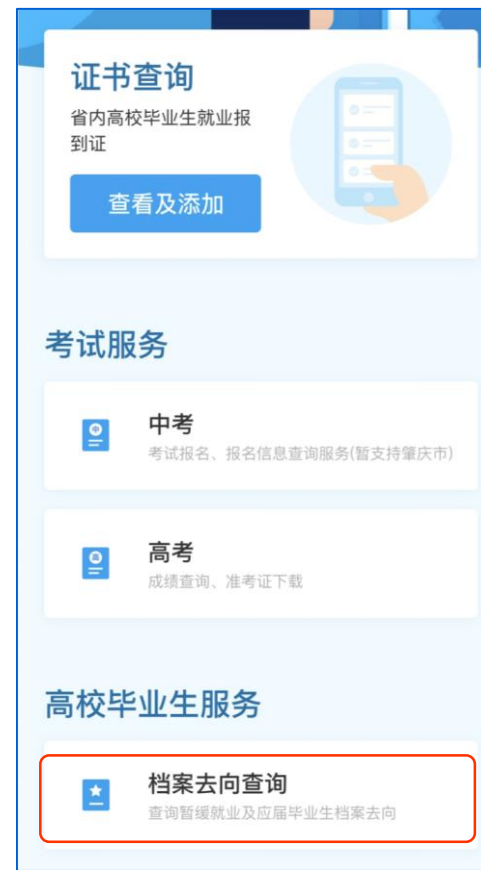 证书查询
省内高校毕业生就业报
到证
查看及添加
考试服务
中
中考
考试报名、报名信息查询服务(暂支持肇庆市)
高
高考
成绩查询、准考证下载
高校毕业生服务
档案去向查询
查询暂缓就业及应届毕业生档案去向